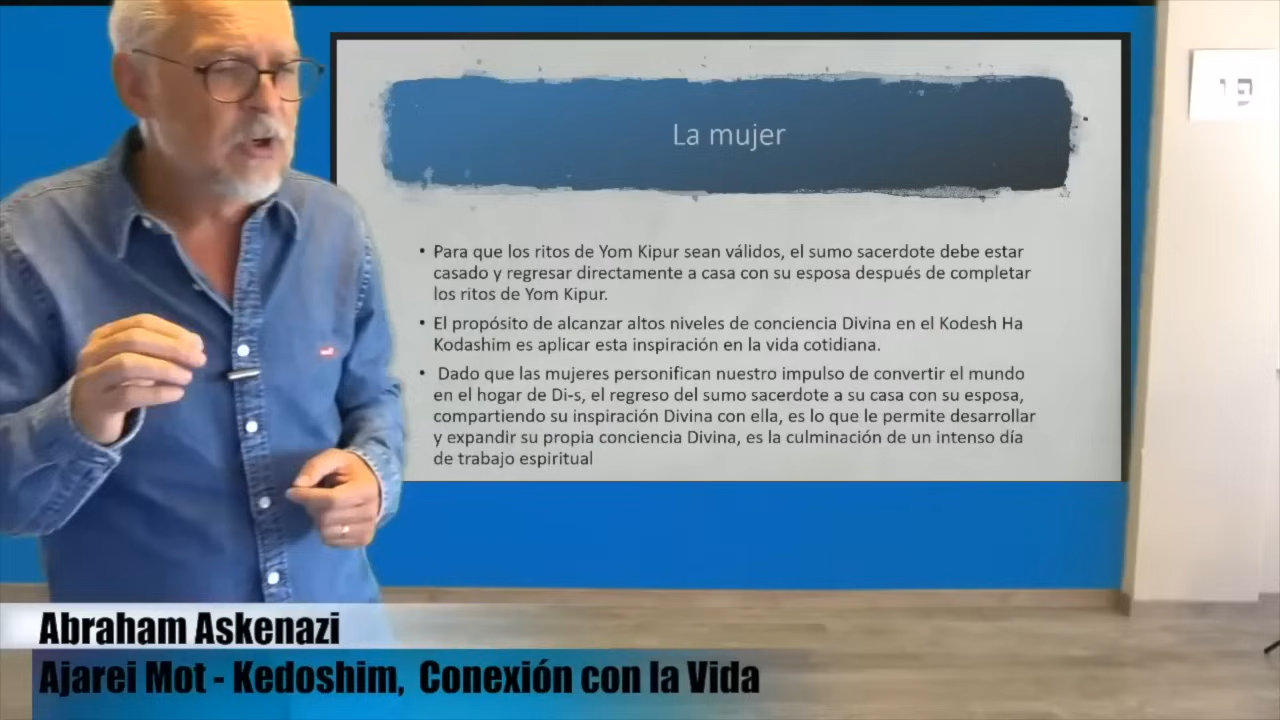 La mujer
• Para que los ritos de Yom Kipur sean válidos, el sumo sacerdote debe estar
casado y regresar directamente a casa con su esposa después de completar
los ritos de Yom Kipur.
• El propósito de alcanzar altos niveles de conciencia Divina en el Kodesh Ha
Kodashim es aplicar esta inspiración en la vida cotidiana.
• Dado que las mujeres personifican nuestro impulso de convertir el mundo
en el hogar de Di-s, el regreso del sumo sacerdote a su casa con su esposa,
compartiendo su inspiración Divina con ella, es lo que le permite desarrollar
y expandir su propia conciencia Divina, es la culminación de un intenso día
de trabajo espiritual
Abraham Askenazi
Ajarei Mot - Kedoshim, Conexión con la Vida